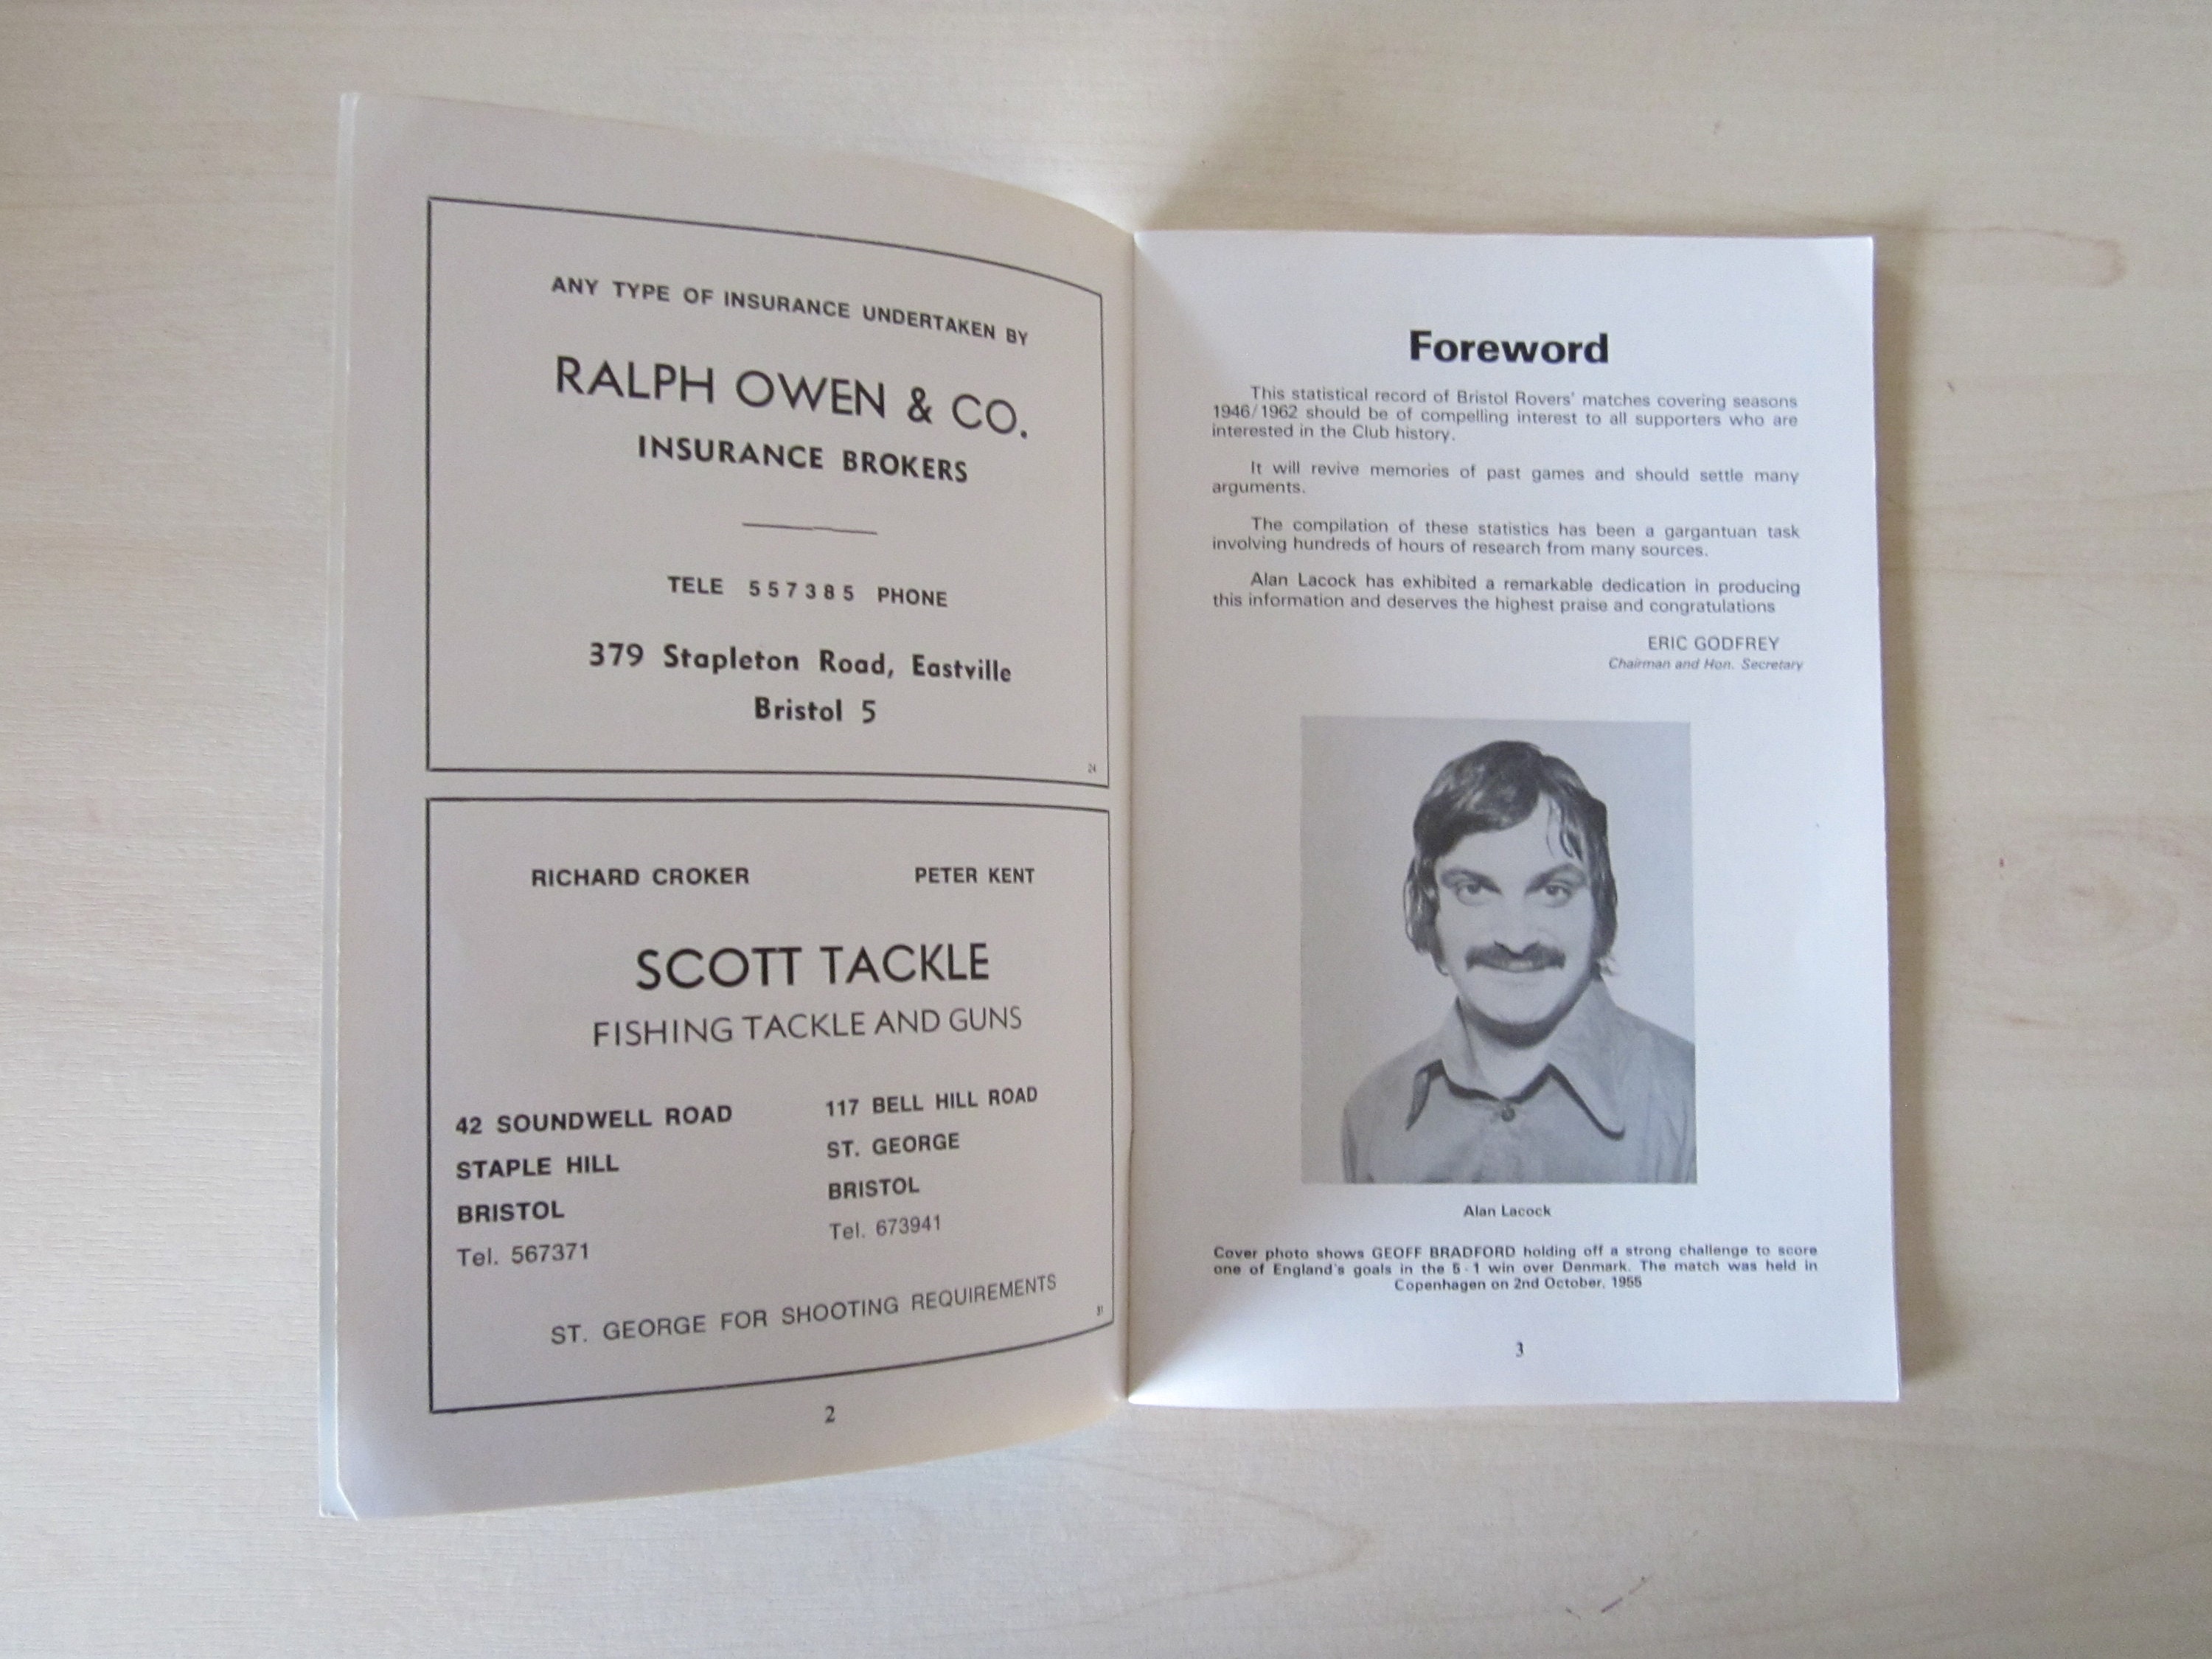 ANY TYPE OF INSURANCE UNDERTAKEN BY
RALPH OWEN & CO.
INSURANCE BROKERS
TELE 557385 PHONE
379 Stapleton Road, Eastville
Bristol 5
24
RICHARD CROKER PETER KENT
SCOTT TACKLE
FISHING TACKLE AND GUNS
42 SOUNDWELL ROAD
STAPLE HILL
BRISTOL
Tel. 567371
117 BELL HILL ROAD
ST. GEORGE
BRISTOL
Tel. 673941
ST. GEORGE FOR SHOOTING REQUIREMENTS
2
Foreword
This statistical record of Bristol Rovers' matches covering seasons
1946/1962 should be of compelling interest to all supporters who are
interested in the Club history.
It will revive memories of past games and should settle many
arguments.
The compilation of these statistics has been a gargantuan task
involving hundreds of hours of research from many sources.
Alan Lacock has exhibited a remarkable dedication in producing
this information and deserves the highest praise and congratulations
ERIC GODFREY
Chairman and Hon. Secretary
Alan Lacock
Cover photo shows GEOFF BRADFORD holding off a strong challenge to score
one of England's goals in the 5-1 win over Denmark. The match was held in
Copenhagen on 2nd October, 1955
3